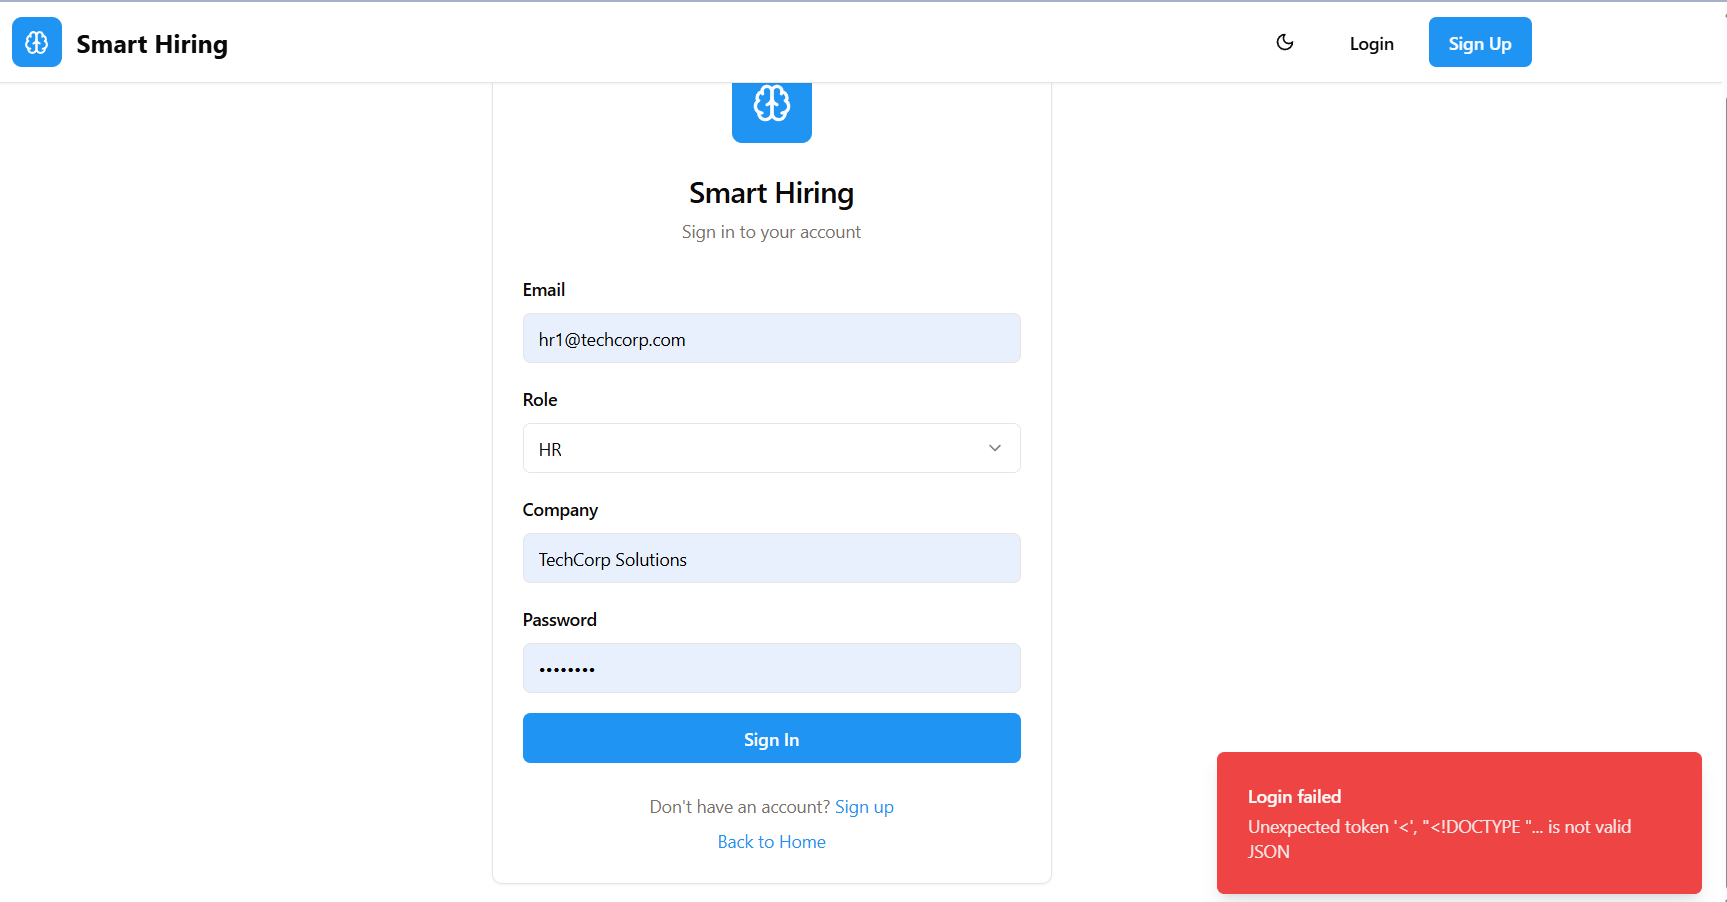 Smart Hiring
Login
Sign Up
Smart Hiring
Sign in to your account
Email
hr1@techcorp.com
Role
HR
Company
TechCorp Solutions
Password
••••••••
Sign In
Don't have an account? Sign up
Back to Home
Login failed
Unexpected token '<', "<!DOCTYPE "... is not valid
JSON